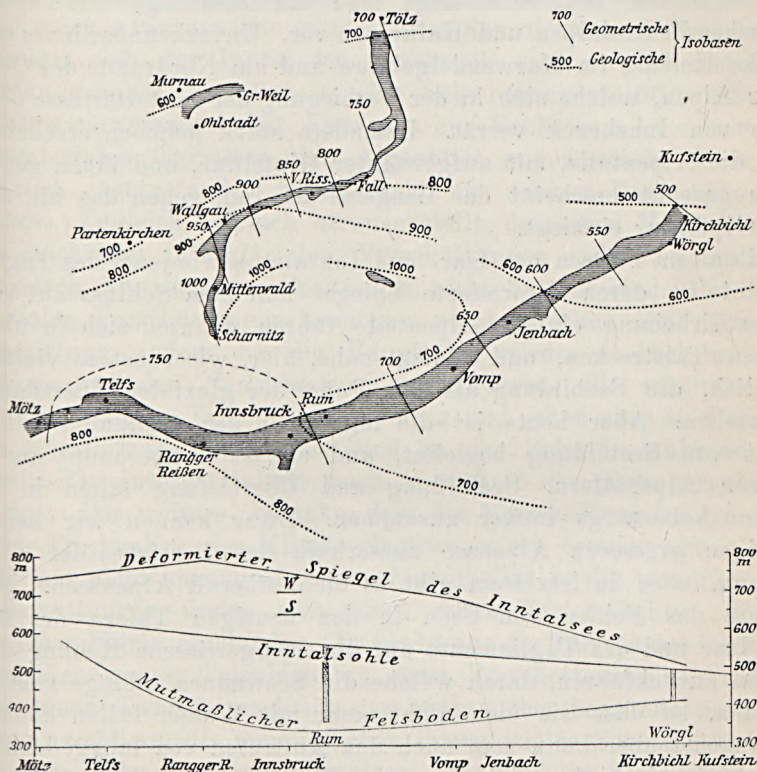 700 Tölz
700
700 Geometrische
500 Geologische
Isobasen
Murnau
600 Gr. Weil
Ohlstadt
750
Kufstein
850 800
800 900 V. Riss. Fall 800
Wallgau
950
900
900
Partenkirchen
700
800
500 500
Kirchbichl
Wörgl
550
1000 1000
1000 Mittenwald
Scharnitz
600 600
600
650
Jenbach
750
700 700
Vomp
Telfs
Mötz
Innsbruck Rum
800
Rangger
Reißen
700
800
800
m
700
600
500
400
300
Deformierter Spiegel des Inntalsees
W
S
Inntalsohle
Mutmaßlicher Felsboden
Rum
Wörgl
800
m
700
600
500
400
300
Mötz Telfs Rangger R. Innsbruck Vomp Jenbach Kirchbichl Kufstein